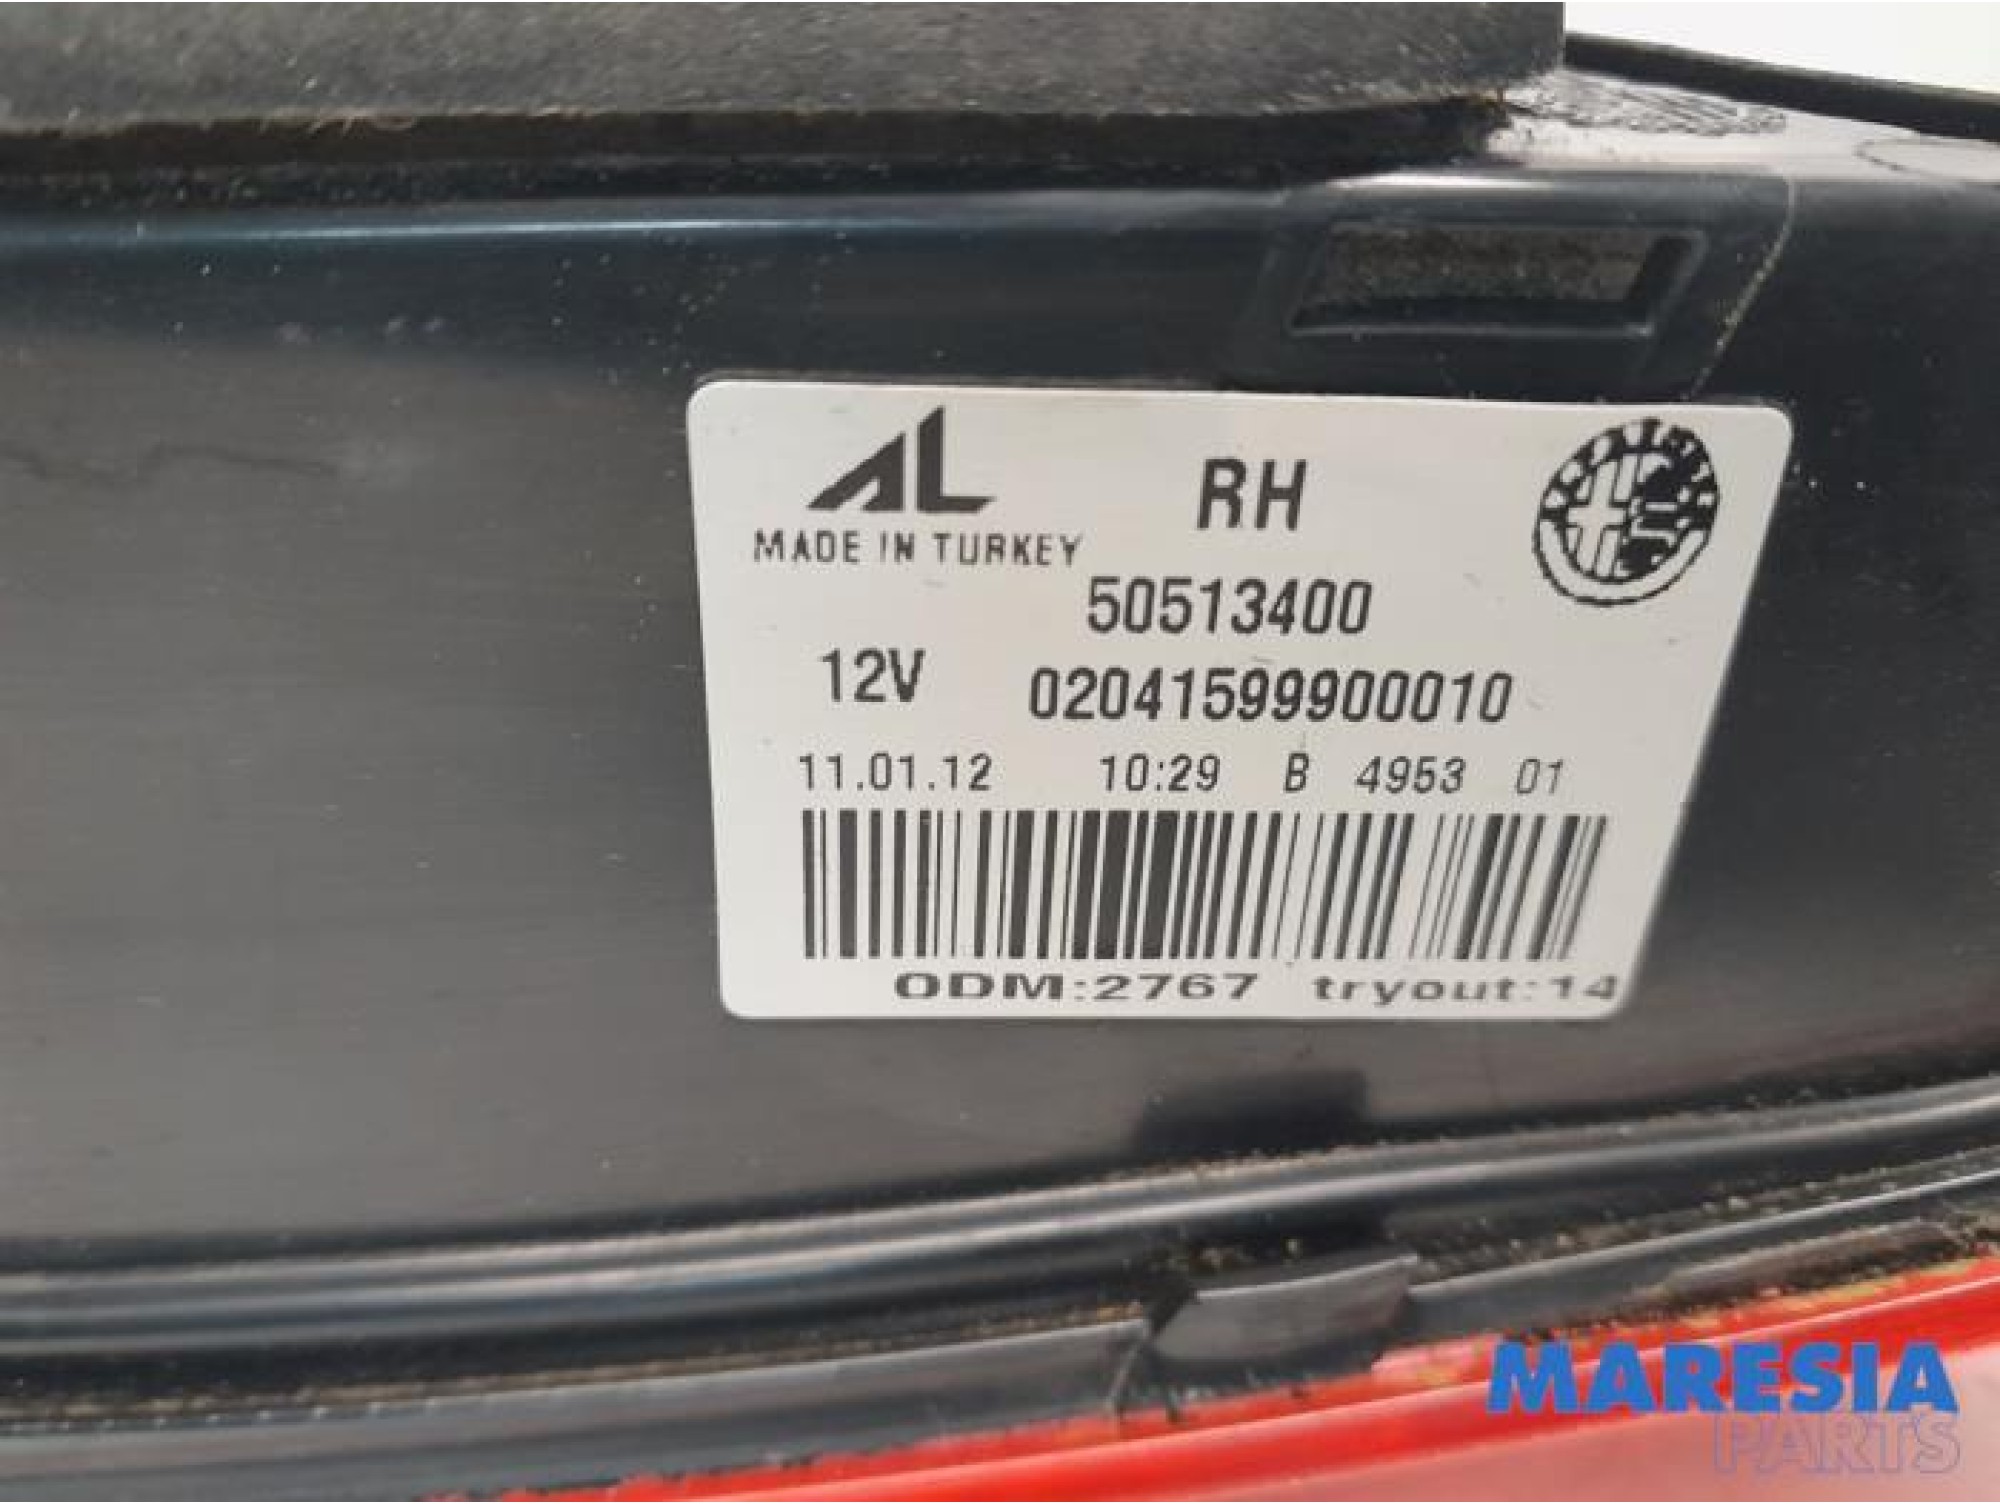 AL
RH
MADE IN TURKEY
50513400
12V 02041599900010
11.01.12 10:29 B 4953 01
ODM:2767 tryout:14
MARESIA
PARTS